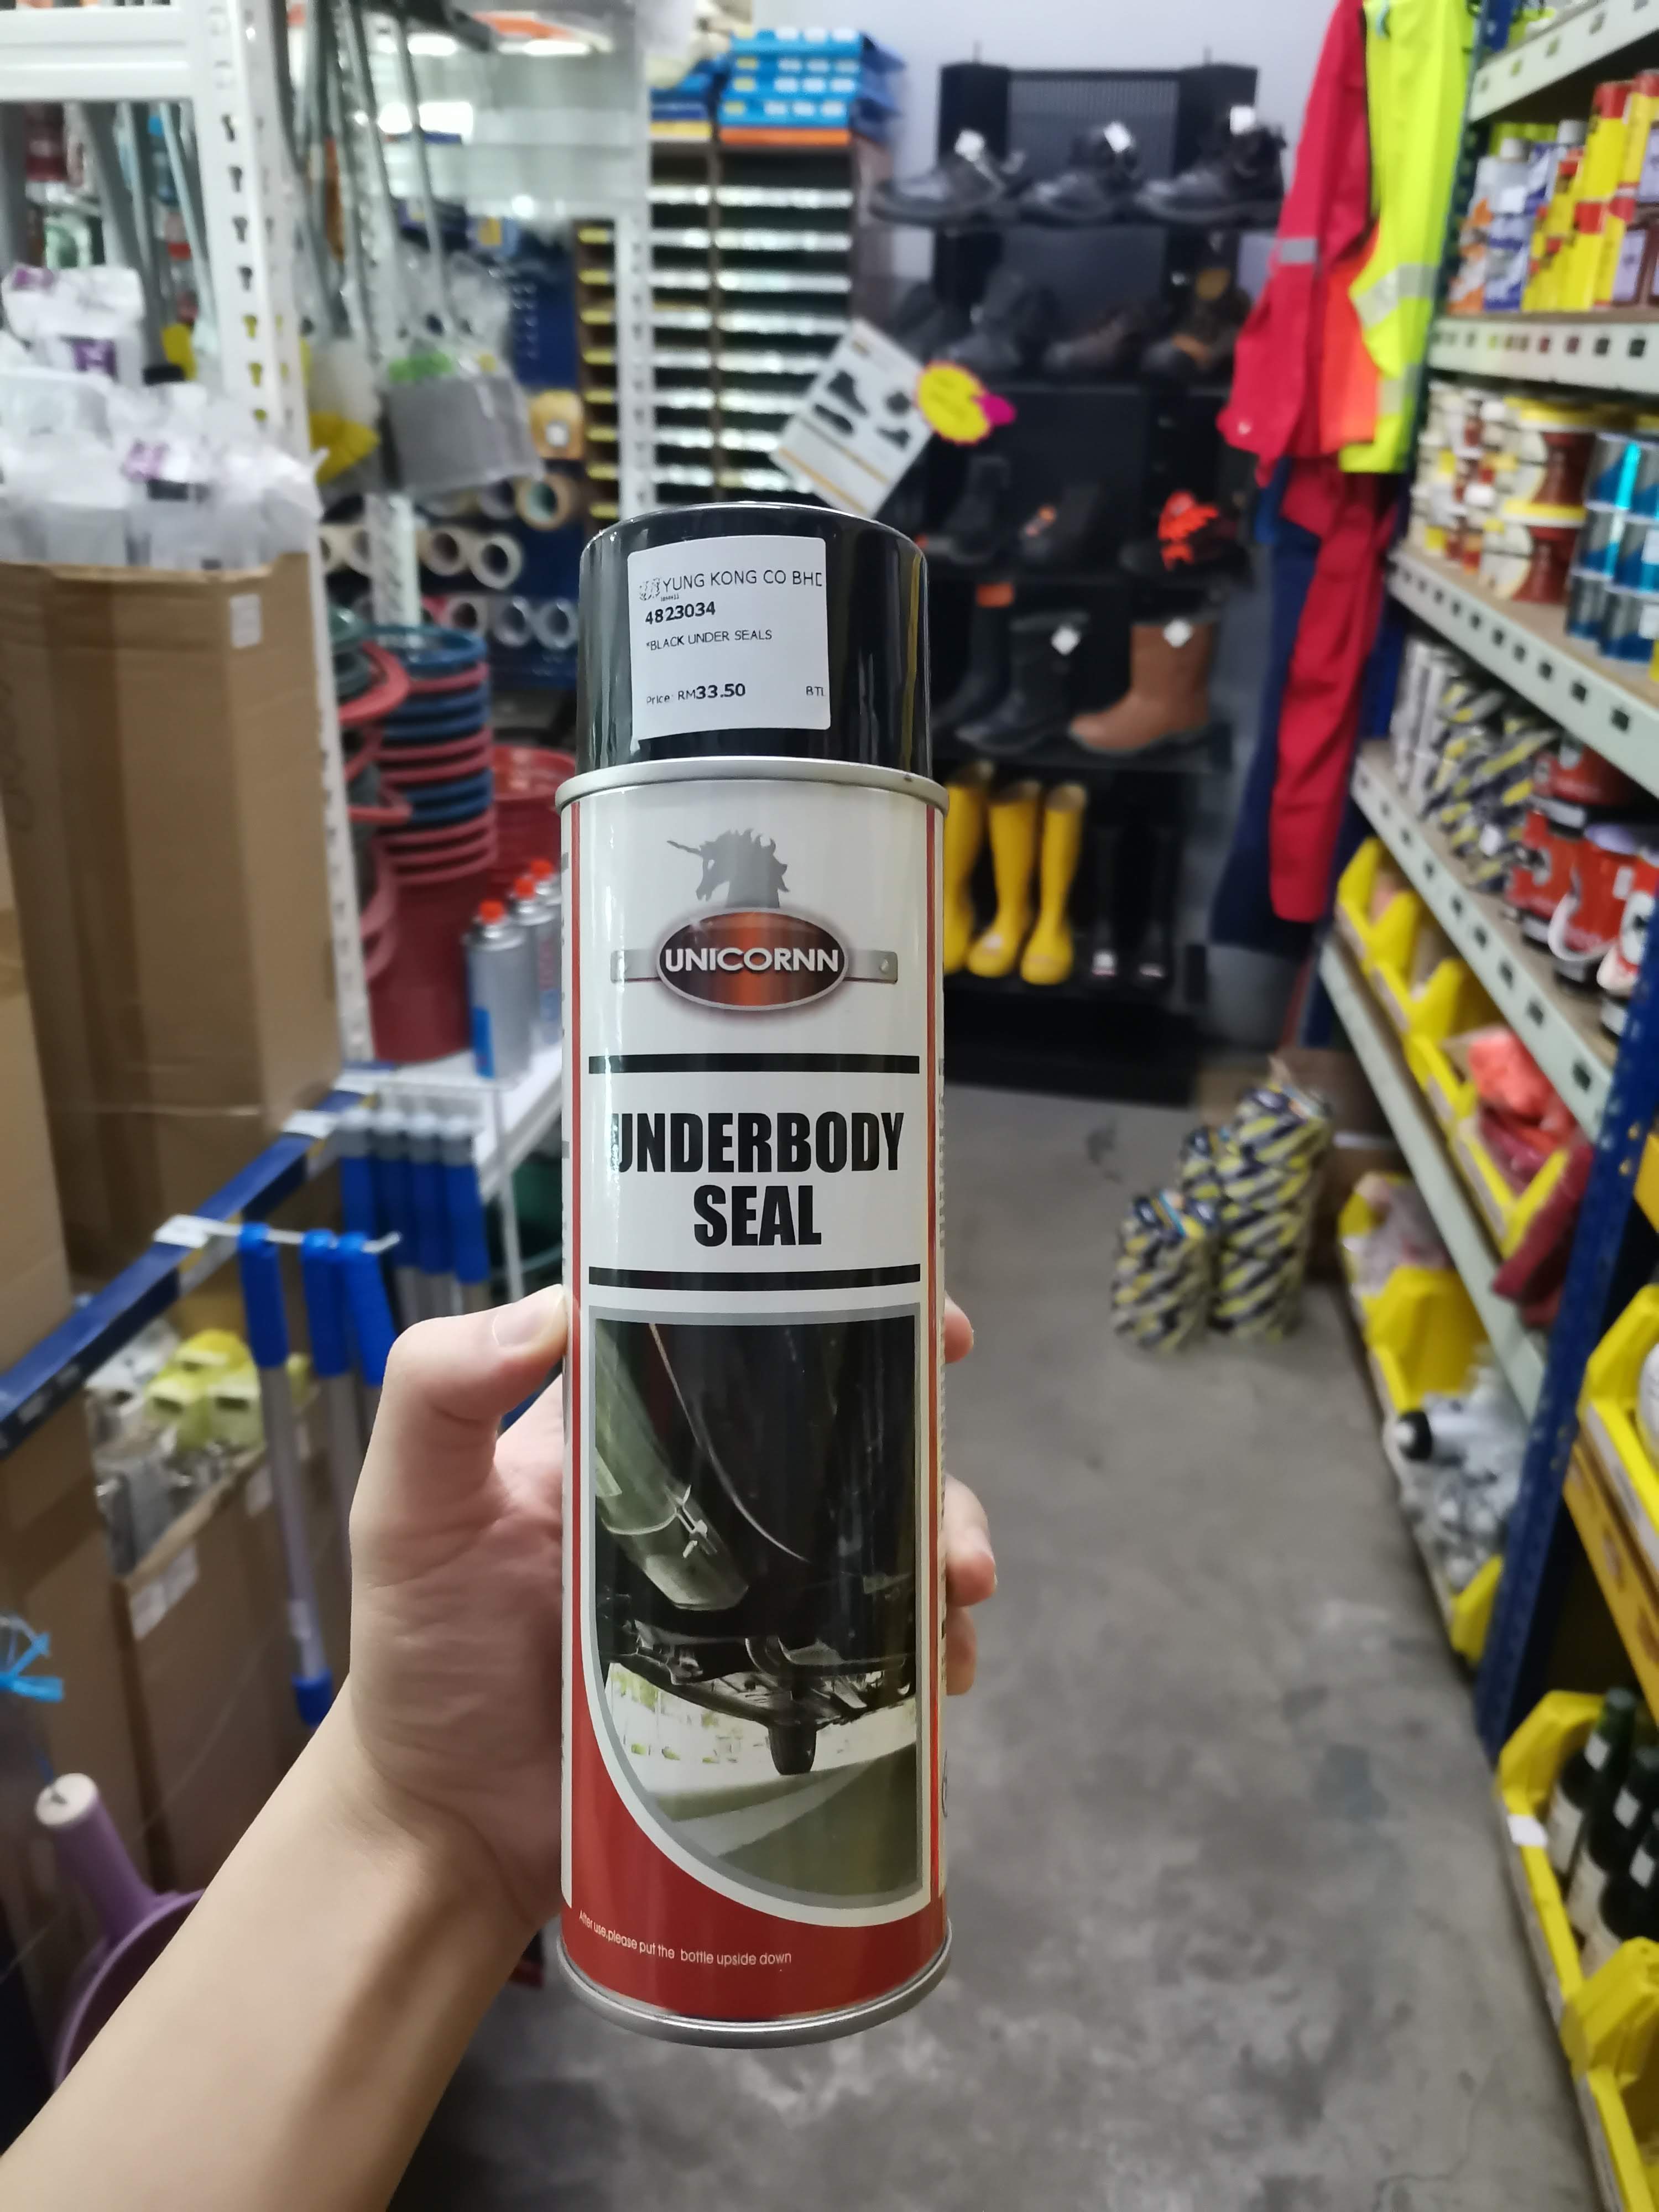 YUNG KONG CO BHD
4823034
*BLACK UNDER SEALS
Price: RM33.50 BTL
UNICORNN
UNDERBODY
SEAL
After use,please put the bottle upside down